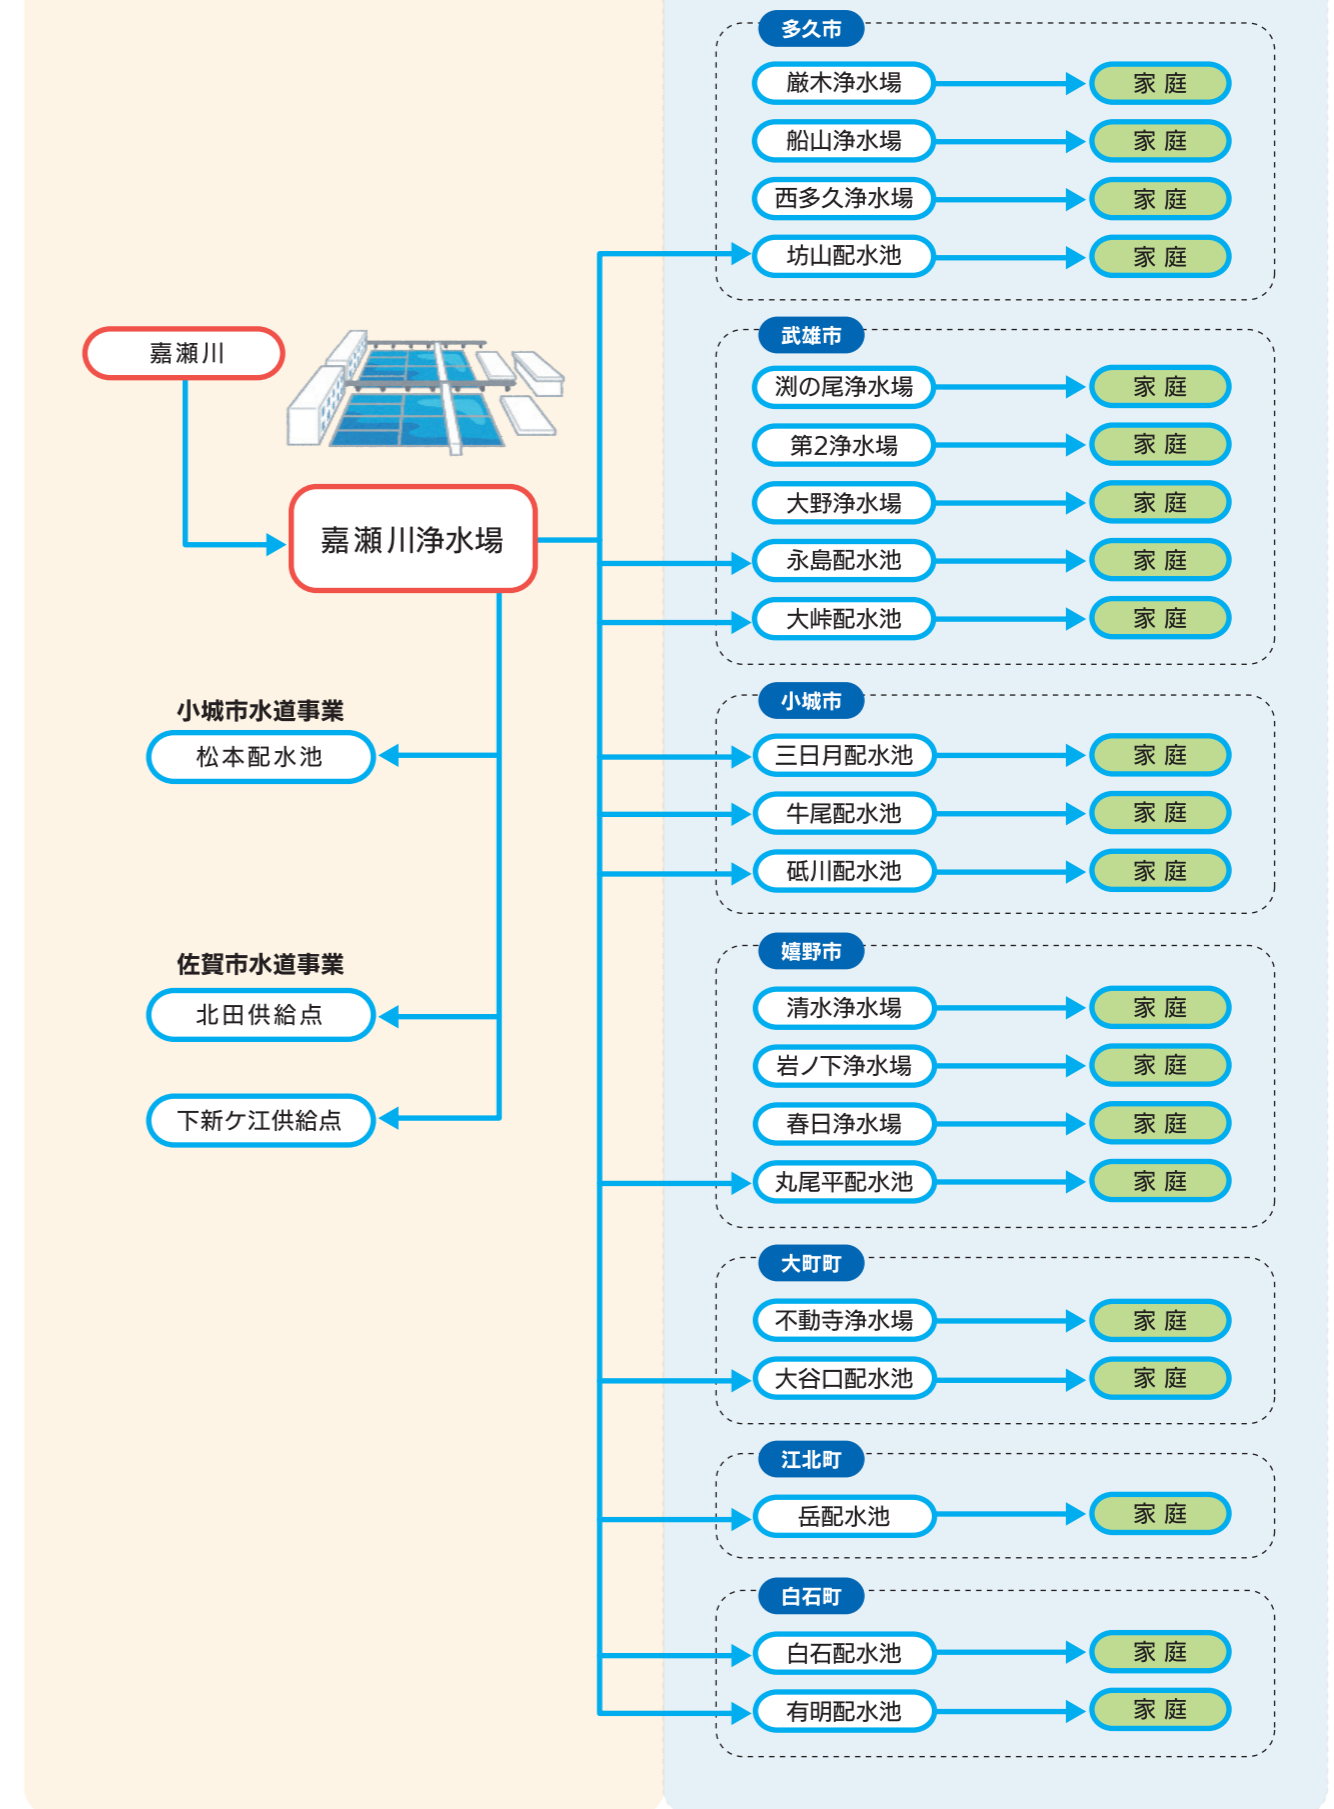 嘉瀬川
嘉瀬川浄水場
小城市水道事業
松本配水池
佐賀市水道事業
北田供給点
下新ケ江供給点
多久市
厳木浄水場
家庭
船山浄水場
家庭
西多久浄水場
家庭
坊山配水池
家庭
武雄市
渕の尾浄水場
家庭
第2浄水場
家庭
大野浄水場
家庭
永島配水池
家庭
大峠配水池
家庭
小城市
三日月配水池
家庭
牛尾配水池
家庭
砥川配水池
家庭
嬉野市
清水浄水場
家庭
岩ノ下浄水場
家庭
春日浄水場
家庭
丸尾平配水池
家庭
大町町
不動寺浄水場
家庭
大谷口配水池
家庭
江北町
岳配水池
家庭
白石町
白石配水池
家庭
有明配水池
家庭